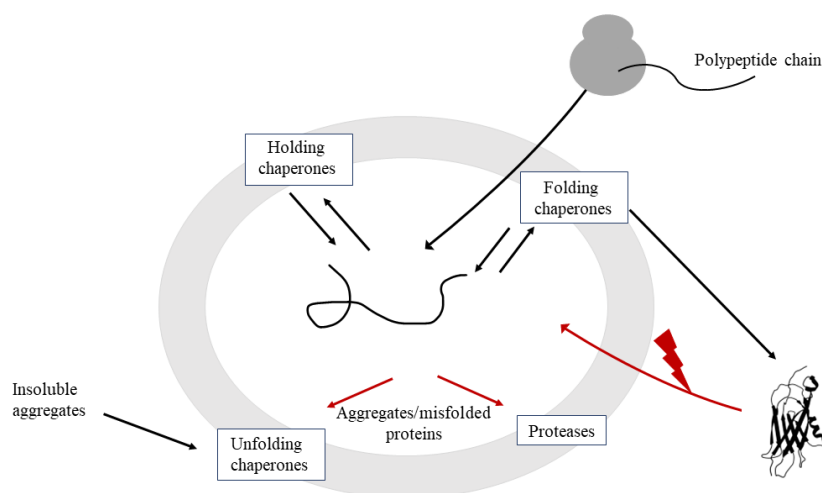 Polypeptide chain
Holding
chaperones
Folding
chaperones
Insoluble
aggregates
Aggregates/misfolded
proteins
Unfolding
chaperones
Proteases